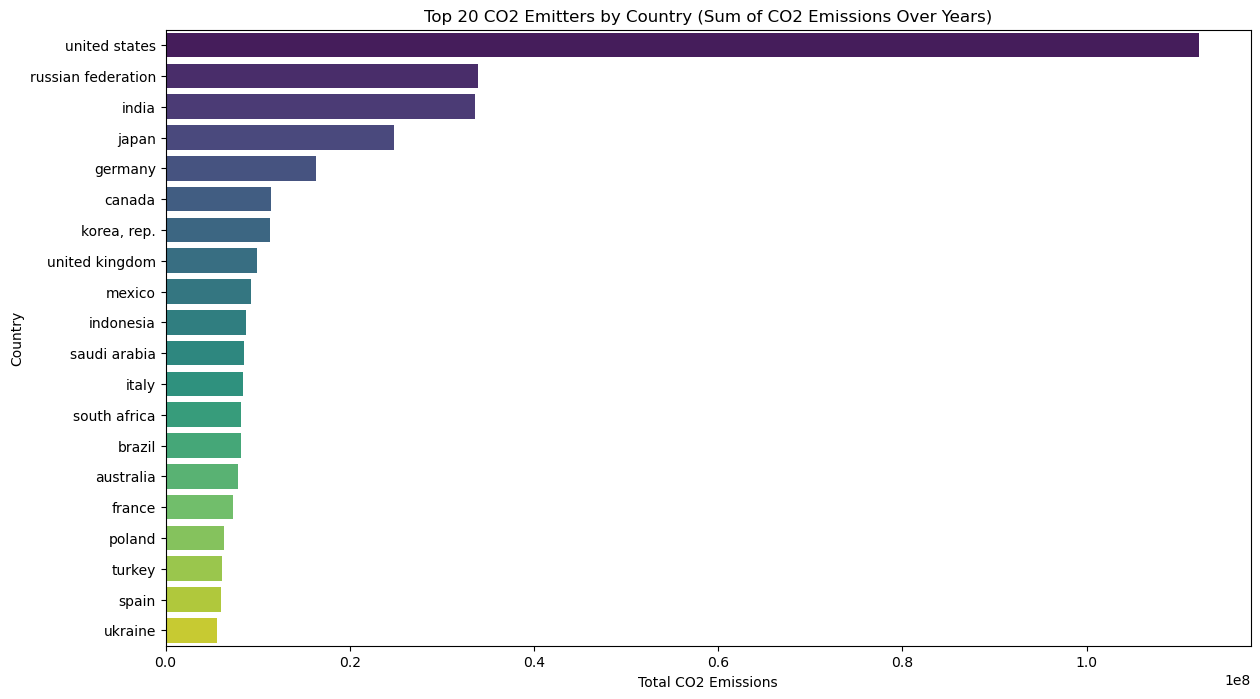 Top 20 CO2 Emitters by Country (Sum of CO2 Emissions Over Years)
united states
russian federation
india
japan
germany
canada
korea, rep.
united kingdom
mexico
indonesia
saudi arabia
italy
south africa
brazil
australia
france
poland
turkey
spain
ukraine
Country
0.0 0.2 0.4 0.6 0.8 1.0
1e8
Total CO2 Emissions